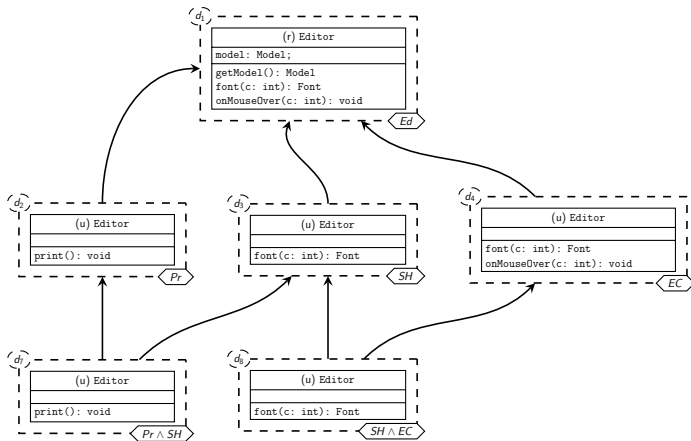 d₁
(r) Editor
model: Model;
getModel(): Model
font(c: int): Font
onMouseOver(c: int): void
Ed
d₂
(u) Editor
print(): void
Pr
d₃
(u) Editor
font(c: int): Font
SH
d₄
(u) Editor
font(c: int): Font
onMouseOver(c: int): void
EC
d₇
(u) Editor
print(): void
Pr ∧ SH
d₈
(u) Editor
font(c: int): Font
SH ∧ EC